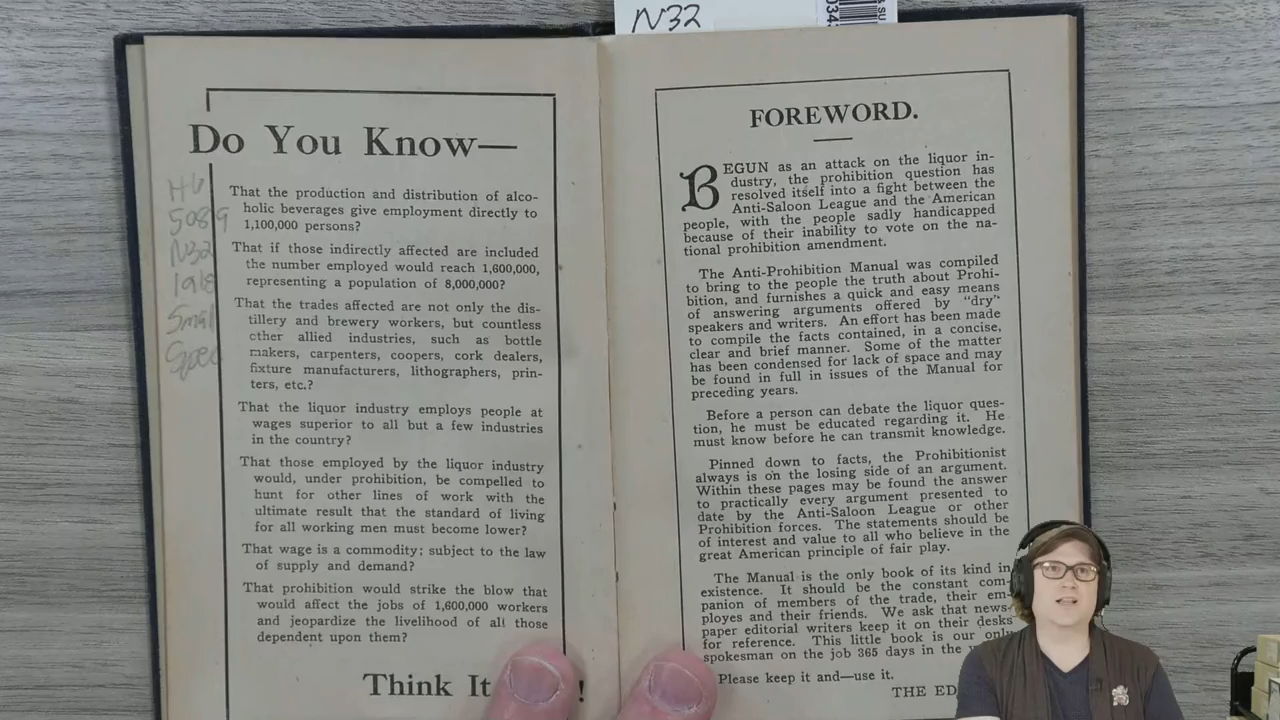 N32
Do You Know—
H6
5089
N32
1918
That the production and distribution of alco-
holic beverages give employment directly to
1,100,000 persons?
That if those indirectly affected are included
the number employed would reach 1,600,000,
representing a population of 8,000,000?
That the trades affected are not only the dis-
tillery and brewery workers, but countless
other allied industries, such as bottle
makers, carpenters, coopers, cork dealers,
fixture manufacturers, lithographers, prin-
ters, etc.?
That the liquor industry employs people at
wages superior to all but a few industries
in the country?
That those employed by the liquor industry
would, under prohibition, be compelled to
hunt for other lines of work with the
ultimate result that the standard of living
for all working men must become lower?
That wage is a commodity; subject to the law
of supply and demand?
That prohibition would strike the blow that
would affect the jobs of 1,600,000 workers
and jeopardize the livelihood of all those
dependent upon them?
Think It !
FOREWORD.
BEGUN as an attack on the liquor in-
dustry, the prohibition question has
resolved itself into a fight between the
Anti-Saloon League and the American
people, with the people sadly handicapped
because of their inability to vote on the na-
tional prohibition amendment.
The Anti-Prohibition Manual was compiled
to bring to the people the truth about Prohi-
bition, and furnishes a quick and easy means
of answering arguments offered by "dry"
speakers and writers. An effort has been made
to compile the facts contained, in a concise,
clear and brief manner. Some of the matter
has been condensed for lack of space and may
be found in full in issues of the Manual for
preceding years.
Before a person can debate the liquor ques-
tion, he must be educated regarding it. He
must know before he can transmit knowledge.
Pinned down to facts, the Prohibitionist
always is on the losing side of an argument.
Within these pages may be found the answer
to practically every argument presented to
date by the Anti-Saloon League or other
Prohibition forces. The statements should be
of interest and value to all who believe in the
great American principle of fair play.
The Manual is the only book of its kind in
existence. It should be the constant com-
panion of members of the trade, their em-
ployes and their friends. We ask that news-
paper editorial writers keep it on their desks
for reference. This little book is our only
spokesman on the job 365 days in the
Please keep it and—use it.
THE